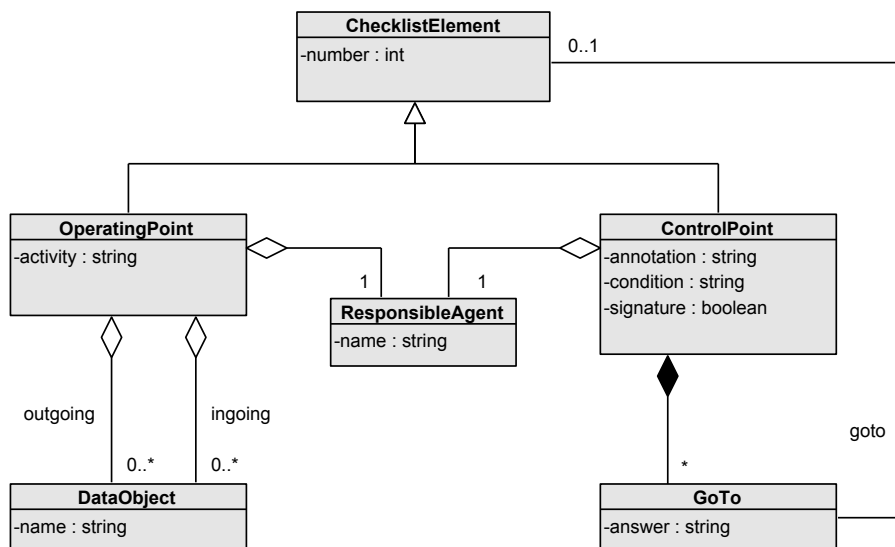 ChecklistElement
-number : int
0..1
OperatingPoint
-activity : string
ControlPoint
-annotation : string
-condition : string
-signature : boolean
1
1
ResponsibleAgent
-name : string
outgoing
ingoing
goto
0..*
0..*
*
DataObject
-name : string
GoTo
-answer : string